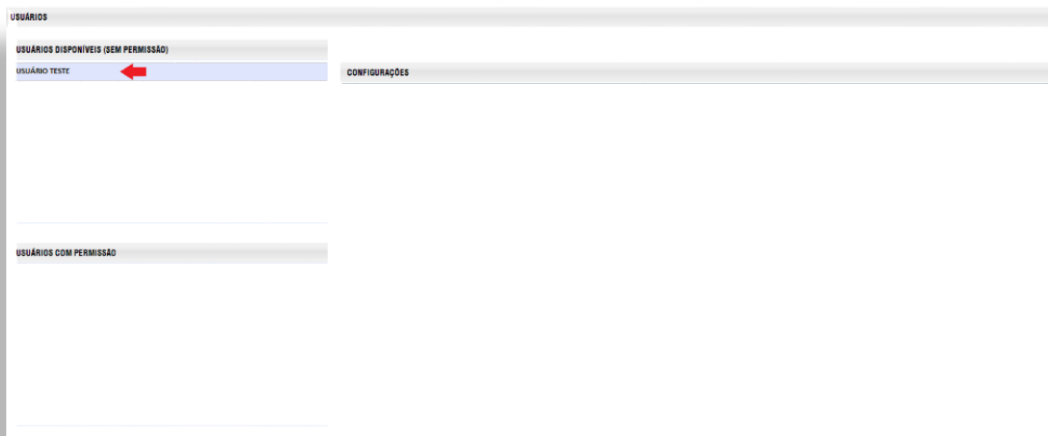 USUÁRIOS
USUÁRIOS DISPONÍVEIS (SEM PERMISSÃO)
USUÁRIO TESTE
CONFIGURAÇÕES
USUÁRIOS COM PERMISSÃO